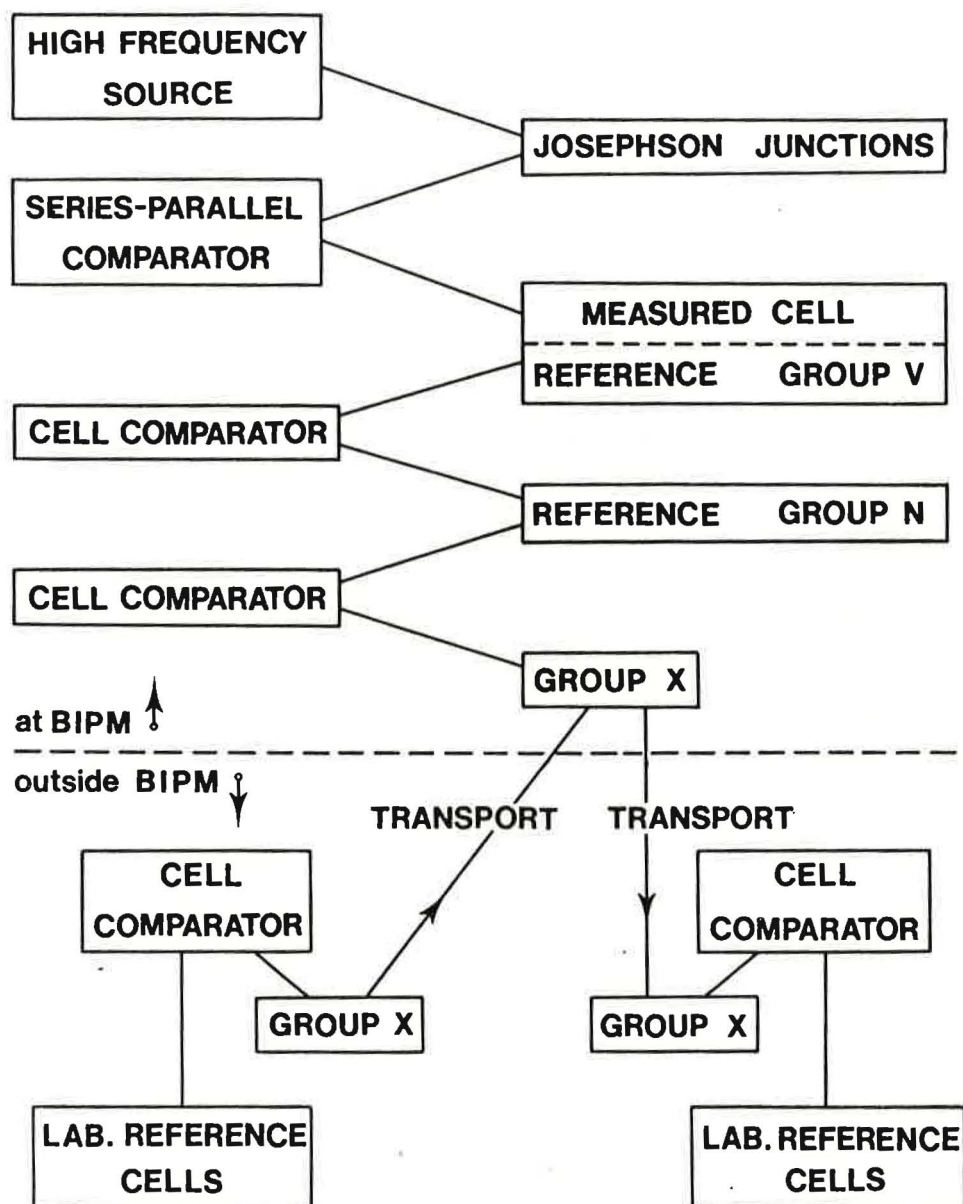 HIGH FREQUENCY
SOURCE
JOSEPHSON JUNCTIONS
SERIES-PARALLEL
COMPARATOR
MEASURED CELL
REFERENCE GROUP V
CELL COMPARATOR
REFERENCE GROUP N
CELL COMPARATOR
GROUP X
at BIPM
outside BIPM
TRANSPORT TRANSPORT
CELL
COMPARATOR
CELL
COMPARATOR
GROUP X
GROUP X
LAB. REFERENCE
CELLS
LAB. REFERENCE
CELLS